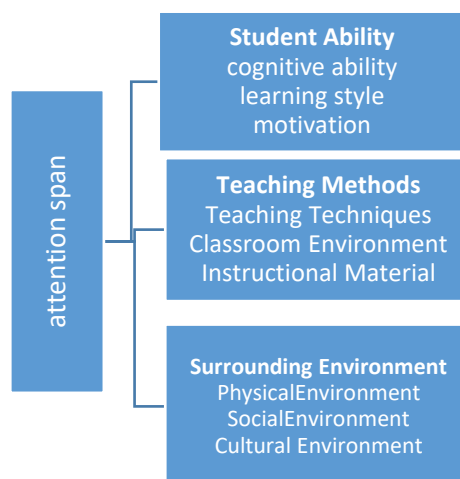 attention span
Student Ability
cognitive ability
learning style
motivation
Teaching Methods
Teaching Techniques
Classroom Environment
Instructional Material
Surrounding Environment
PhysicalEnvironment
SocialEnvironment
Cultural Environment